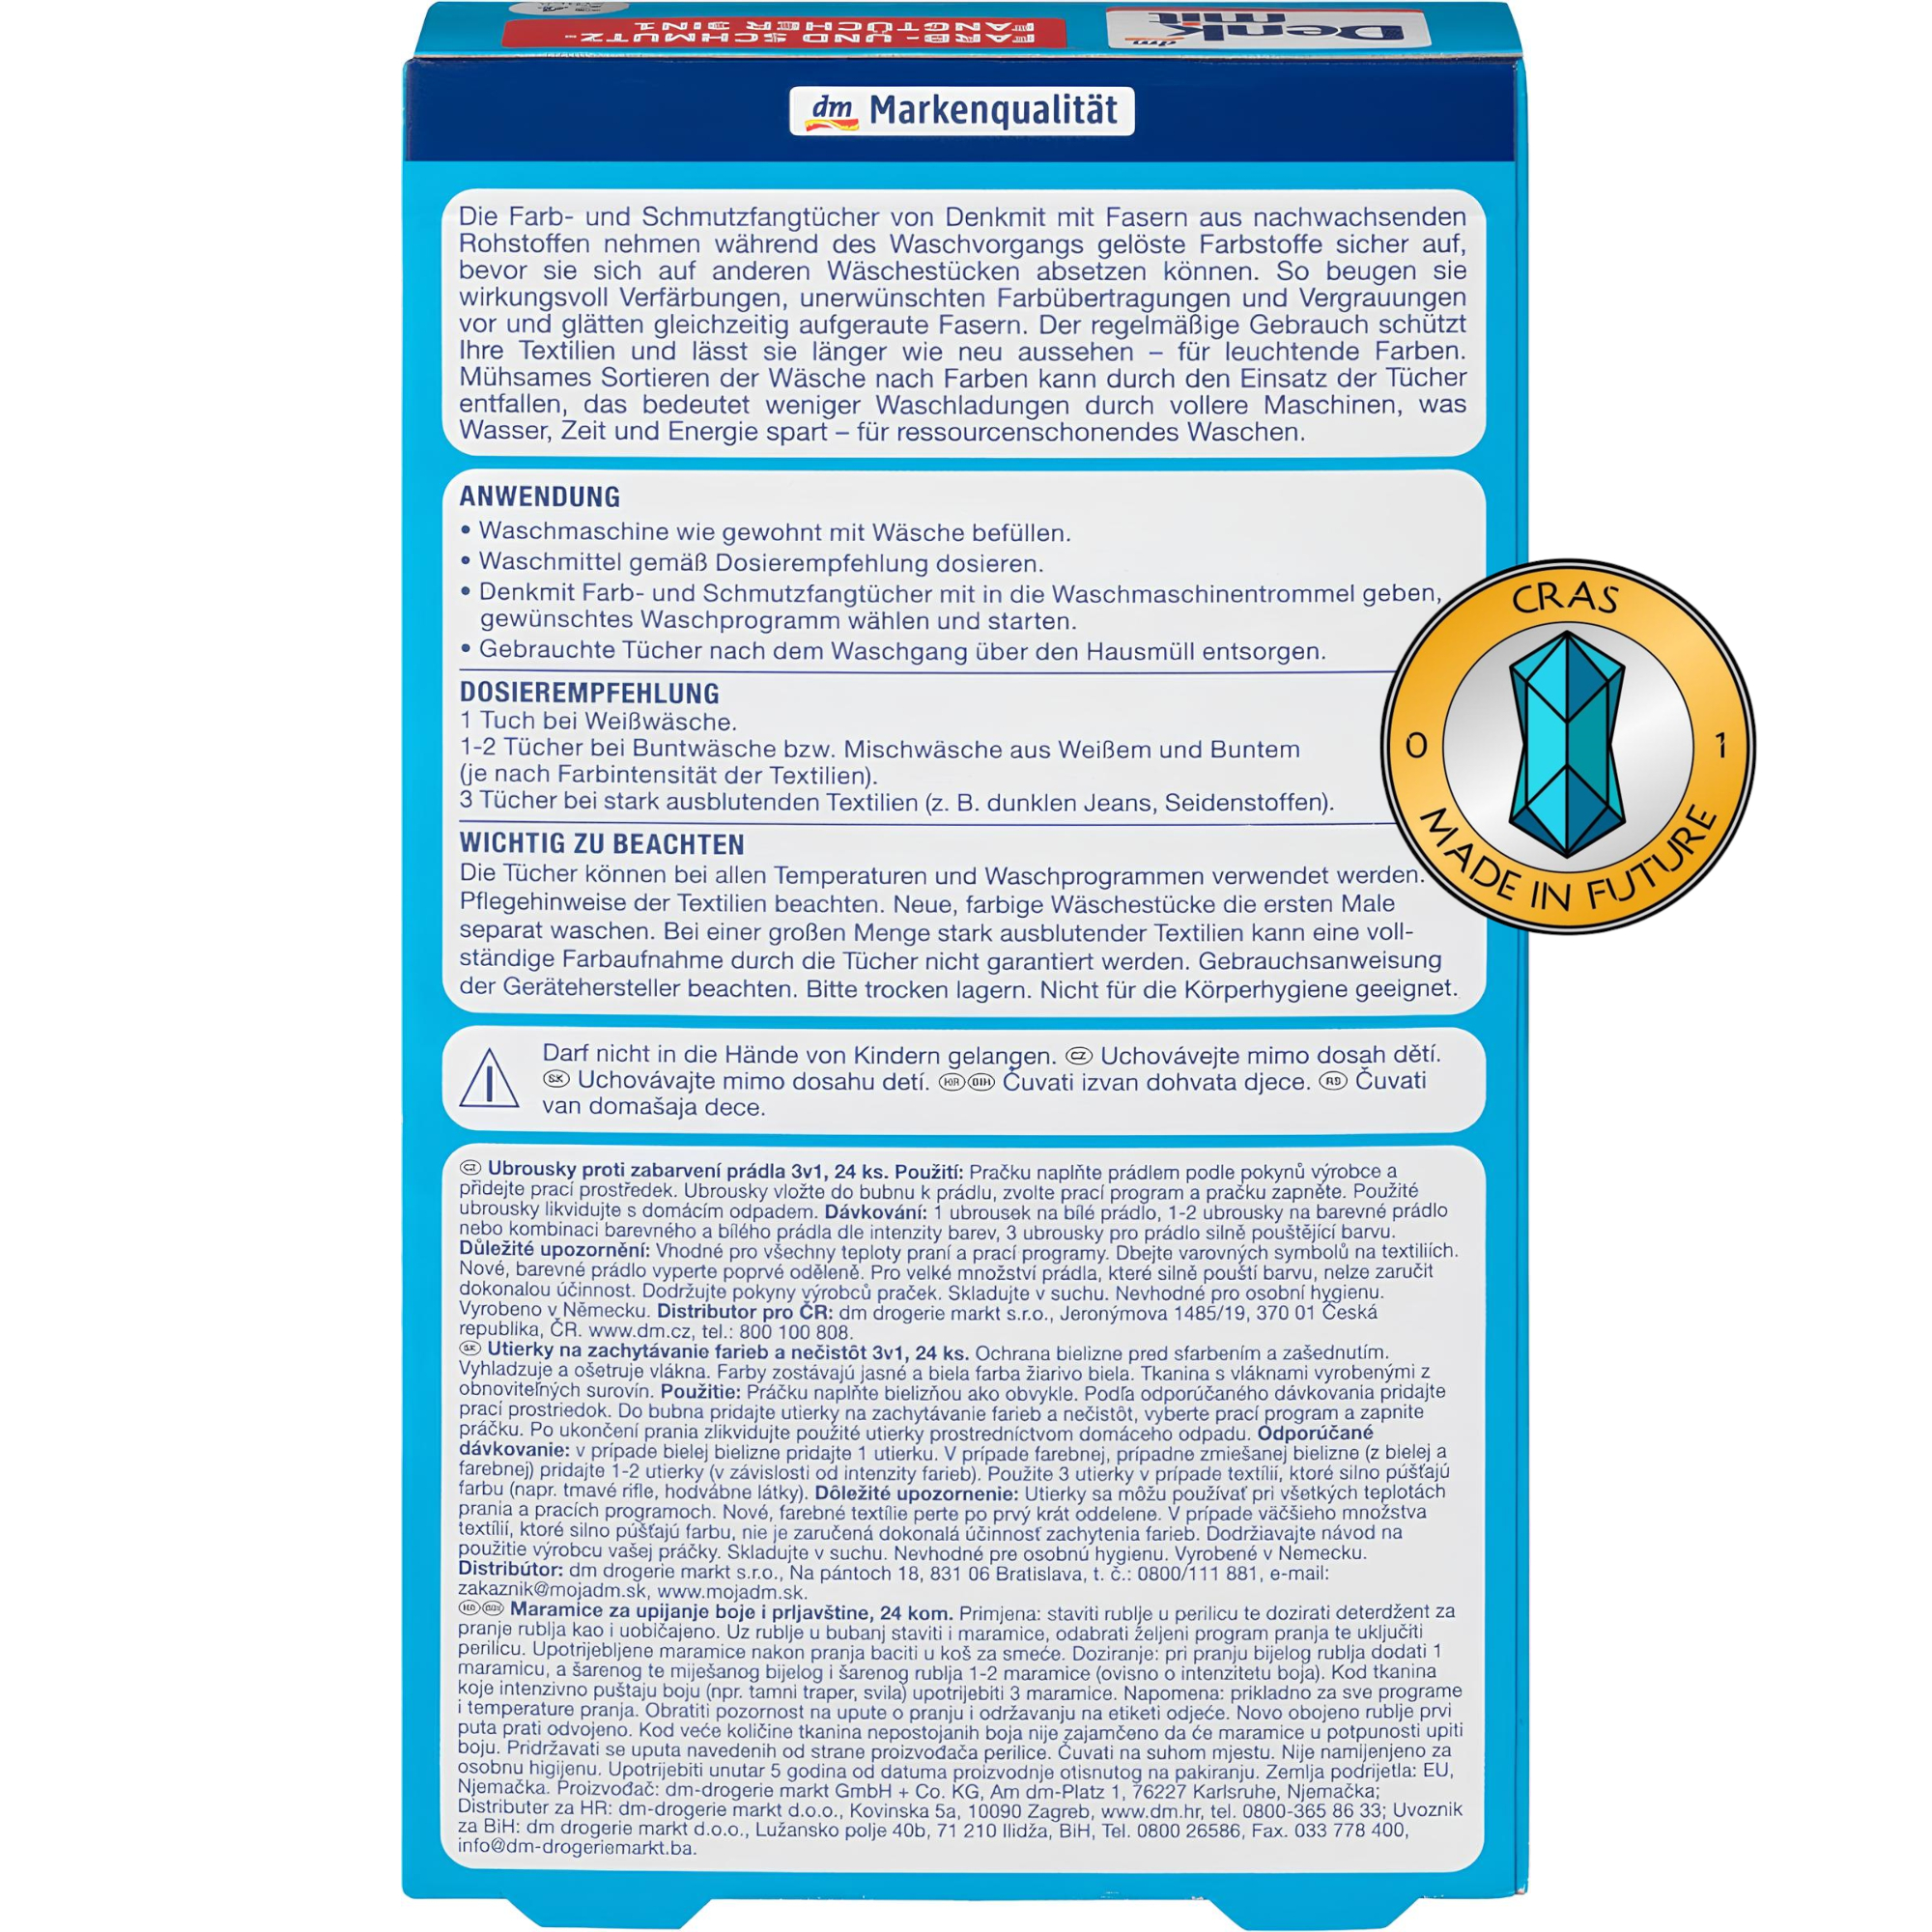 FARB- UND SCHMUTZ-
FANGTÜCHER 3IN1
Denk
mit
dm
dm Markenqualität
Die Farb- und Schmutzfangtücher von Denkmit mit Fasern aus nachwachsenden
Rohstoffen nehmen während des Waschvorgangs gelöste Farbstoffe sicher auf,
bevor sie sich auf anderen Wäschestücken absetzen können. So beugen sie
wirkungsvoll Verfärbungen, unerwünschten Farbübertragungen und Vergrauungen
vor und glätten gleichzeitig aufgeraute Fasern. Der regelmäßige Gebrauch schützt
Ihre Textilien und lässt sie länger wie neu aussehen – für leuchtende Farben.
Mühsames Sortieren der Wäsche nach Farben kann durch den Einsatz der Tücher
entfallen, das bedeutet weniger Waschladungen durch vollere Maschinen, was
Wasser, Zeit und Energie spart – für ressourcenschonendes Waschen.
ANWENDUNG
• Waschmaschine wie gewohnt mit Wäsche befüllen.
• Waschmittel gemäß Dosierempfehlung dosieren.
• Denkmit Farb- und Schmutzfangtücher mit in die Waschmaschinentrommel geben,
gewünschtes Waschprogramm wählen und starten.
• Gebrauchte Tücher nach dem Waschgang über den Hausmüll entsorgen.
DOSIEREMPFEHLUNG
1 Tuch bei Weißwäsche.
1-2 Tücher bei Buntwäsche bzw. Mischwäsche aus Weißem und Buntem
(je nach Farbintensität der Textilien).
3 Tücher bei stark ausblutenden Textilien (z. B. dunklen Jeans, Seidenstoffen).
WICHTIG ZU BEACHTEN
Die Tücher können bei allen Temperaturen und Waschprogrammen verwendet werden.
Pflegehinweise der Textilien beachten. Neue, farbige Wäschestücke die ersten Male
separat waschen. Bei einer großen Menge stark ausblutender Textilien kann eine voll-
ständige Farbaufnahme durch die Tücher nicht garantiert werden. Gebrauchsanweisung
der Gerätehersteller beachten. Bitte trocken lagern. Nicht für die Körperhygiene geeignet.
CRAS
0 1
MADE IN FUTURE
Darf nicht in die Hände von Kindern gelangen. CZ Uchovávejte mimo dosah dětí.
SK Uchovávajte mimo dosahu detí. HR BIH Čuvati izvan dohvata djece. Čuvati
van domašaja dece.
CZ Ubrousky proti zabarvení prádla 3v1, 24 ks. Použití: Pračku naplňte prádlem podle pokynů výrobce a
přidejte prací prostředek. Ubrousky vložte do bubnu k prádlu, zvolte prací program a pračku zapněte. Použité
ubrousky likvidujte s domácím odpadem. Dávkování: 1 ubrousek na bílé prádlo, 1-2 ubrousky na barevné prádlo
nebo kombinaci barevného a bílého prádla dle intenzity barev, 3 ubrousky pro prádlo silně pouštějící barvu.
Důležité upozornění: Vhodné pro všechny teploty praní a prací programy. Dbejte varovných symbolů na textiliích.
Nové, barevné prádlo vyperte poprvé odděleně. Pro velké množství prádla, které silně pouští barvu, nelze zaručit
dokonalou účinnost. Dodržujte pokyny výrobců praček. Skladujte v suchu. Nevhodné pro osobní hygienu.
Vyrobeno v Německu. Distributor pro ČR: dm drogerie markt s.r.o., Jeronýmova 1485/19, 370 01 Česká
republika, ČR. www.dm.cz, tel.: 800 100 808.
SK Utierky na zachytávanie farieb a nečistôt 3v1, 24 ks. Ochrana bielizne pred sfarbením a zašednutím.
Vyhladzuje a ošetruje vlákna. Farby zostávajú jasné a biela farba žiarivo biela. Tkanina s vláknami vyrobenými z
obnoviteľných surovín. Použitie: Práčku naplňte bielizňou ako obvykle. Podľa odporúčaného dávkovania pridajte
prací prostriedok. Do bubna pridajte utierky na zachytávanie farieb a nečistôt, vyberte prací program a zapnite
práčku. Po ukončení prania zlikvidujte použité utierky prostredníctvom domáceho odpadu. Odporúčané
dávkovanie: v prípade bielej bielizne pridajte 1 utierku. V prípade farebnej, prípadne zmiešanej bielizne (z bielej a
farebnej) pridajte 1-2 utierky (v závislosti od intenzity farieb). Použite 3 utierky v prípade textílií, ktoré silno púšťajú
farbu (napr. tmavé rifle, hodvábne látky). Dôležité upozornenie: Utierky sa môžu používať pri všetkých teplotách
prania a pracích programoch. Nové, farebné textílie perte po prvý krát oddelene. V prípade väčšieho množstva
textílií, ktoré silno púšťajú farbu, nie je zaručená dokonalá účinnosť zachytenia farieb. Dodržiavajte návod na
použitie výrobcu vašej práčky. Skladujte v suchu. Nevhodné pre osobnú hygienu. Vyrobené v Nemecku.
Distribútor: dm drogerie markt s.r.o., Na pántoch 18, 831 06 Bratislava, t. č.: 0800/111 881, e-mail:
zakaznik@mojadm.sk, www.mojadm.sk.
HR BIH Maramice za upijanje boje i prljavštine, 24 kom. Primjena: staviti rublje u perilicu te dozirati deterdžent za
pranje rublja kao i uobičajeno. Uz rublje u bubanj staviti i maramice, odabrati željeni program pranja te uključiti
perilicu. Upotrijebljene maramice nakon pranja baciti u koš za smeće. Doziranje: pri pranju bijelog rublja dodati 1
maramicu, a šarenog te miješanog bijelog i šarenog rublja 1-2 maramice (ovisno o intenzitetu boja). Kod tkanina
koje intenzivno puštaju boju (npr. tamni traper, svila) upotrijebiti 3 maramice. Napomena: prikladno za sve programe
i temperature pranja. Obratiti pozornost na upute o pranju i održavanju na etiketi odjeće. Novo obojeno rublje prvi
puta prati odvojeno. Kod veće količine tkanina nepostojanih boja nije zajamčeno da će maramice u potpunosti upiti
boju. Pridržavati se uputa navedenih od strane proizvođača perilice. Čuvati na suhom mjestu. Nije namijenjeno za
osobnu higijenu. Upotrijebiti unutar 5 godina od datuma proizvodnje otisnutog na pakiranju. Zemlja podrijetla: EU,
Njemačka. Proizvođač: dm-drogerie markt GmbH + Co. KG, Am dm-Platz 1, 76227 Karlsruhe, Njemačka;
Distributer za HR: dm-drogerie markt d.o.o., Kovinska 5a, 10090 Zagreb, www.dm.hr, tel. 0800-365 86 33; Uvoznik
za BiH: dm drogerie markt d.o.o., Lužansko polje 40b, 71 210 Ilidža, BiH, Tel. 0800 26586, Fax. 033 778 400,
info@dm-drogeriemarkt.ba.